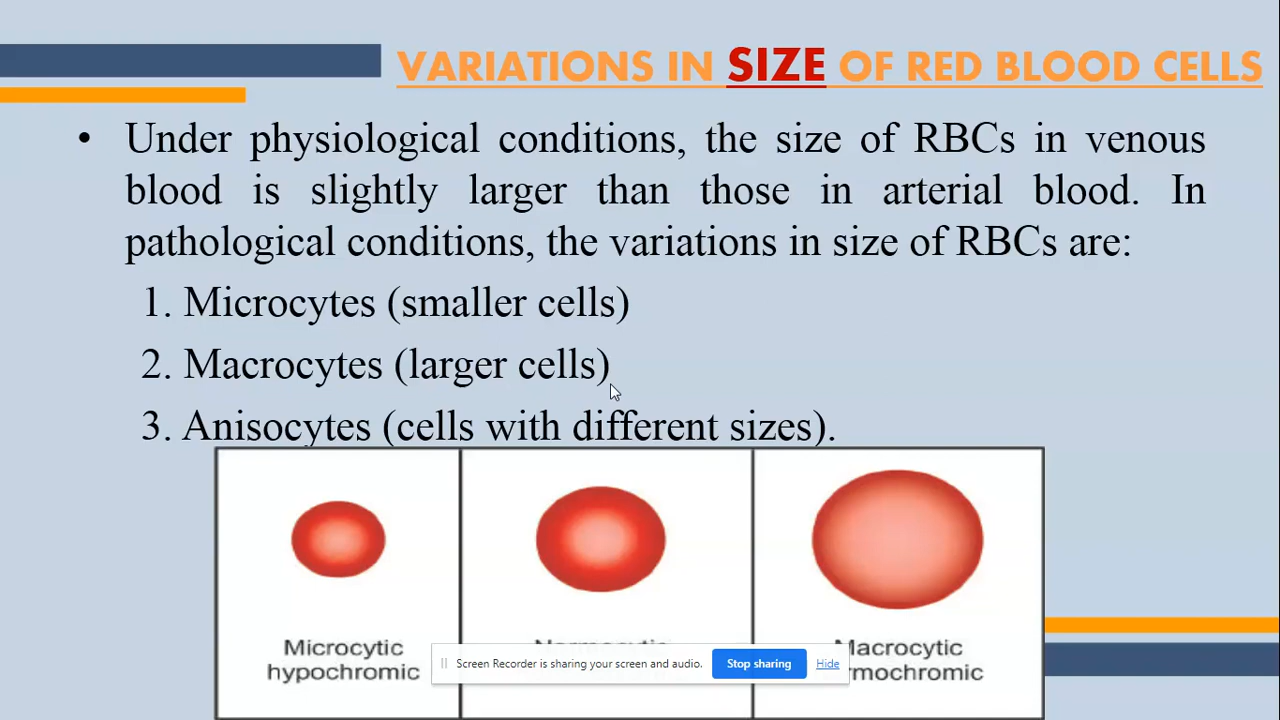 VARIATIONS IN SIZE OF RED BLOOD CELLS
• Under physiological conditions, the size of RBCs in venous
blood is slightly larger than those in arterial blood. In
pathological conditions, the variations in size of RBCs are:
1. Microcytes (smaller cells)
2. Macrocytes (larger cells)
3. Anisocytes (cells with different sizes).
Microcytic
hypochromic
Macrocytic
Screen Recorder is sharing your screen and audio. Stop sharing Hide